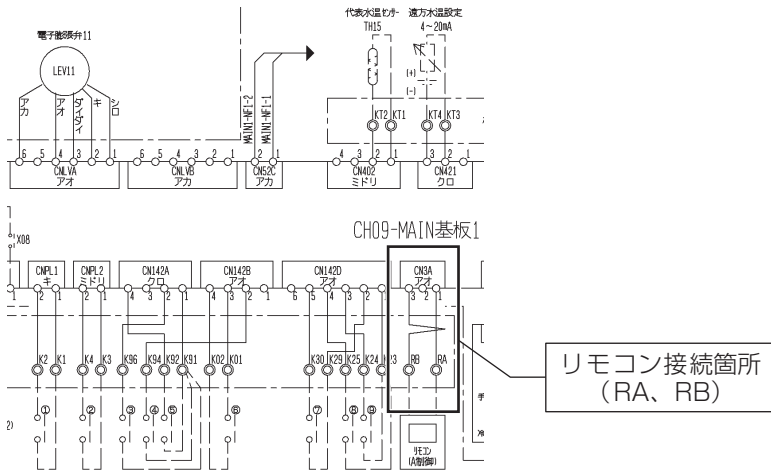 代表水温センサー 遠方水温設定
TH15 4～20mA
電子膨張弁11
LEV11
(+)
(-)
アカ アオ ダイダイ キ シロ
MAIN1-NF1-2
MAIN1-NF1-1
KT2 KT1 KT4 KT3
6 5 4 3 2 1 6 5 4 3 2 1 2 1 4 3 2 1 3 2 1
CNLVA CNLVB CN52C CN402 CN421
アオ アカ アカ ミドリ クロ
X08
CH09-MAIN基板1
CNPL1 CNPL2 CN142A CN142B CN142D CN3A
キ ミドリ クロ アオ アオ アオ
1 2 1 2 1 4 3 2 1 4 3 2 1 6 5 4 3 2 1 3 2 1
K2 K1 K4 K3 K96 K94 K92 K91 K02 K01 K30 K29 K25 K24 K23 RB RA
リモコン接続箇所
（RA、RB）
① ② ③ ④ ⑤ ⑥ ⑦ ⑧ ⑨
2)
リモコン
(A制御)